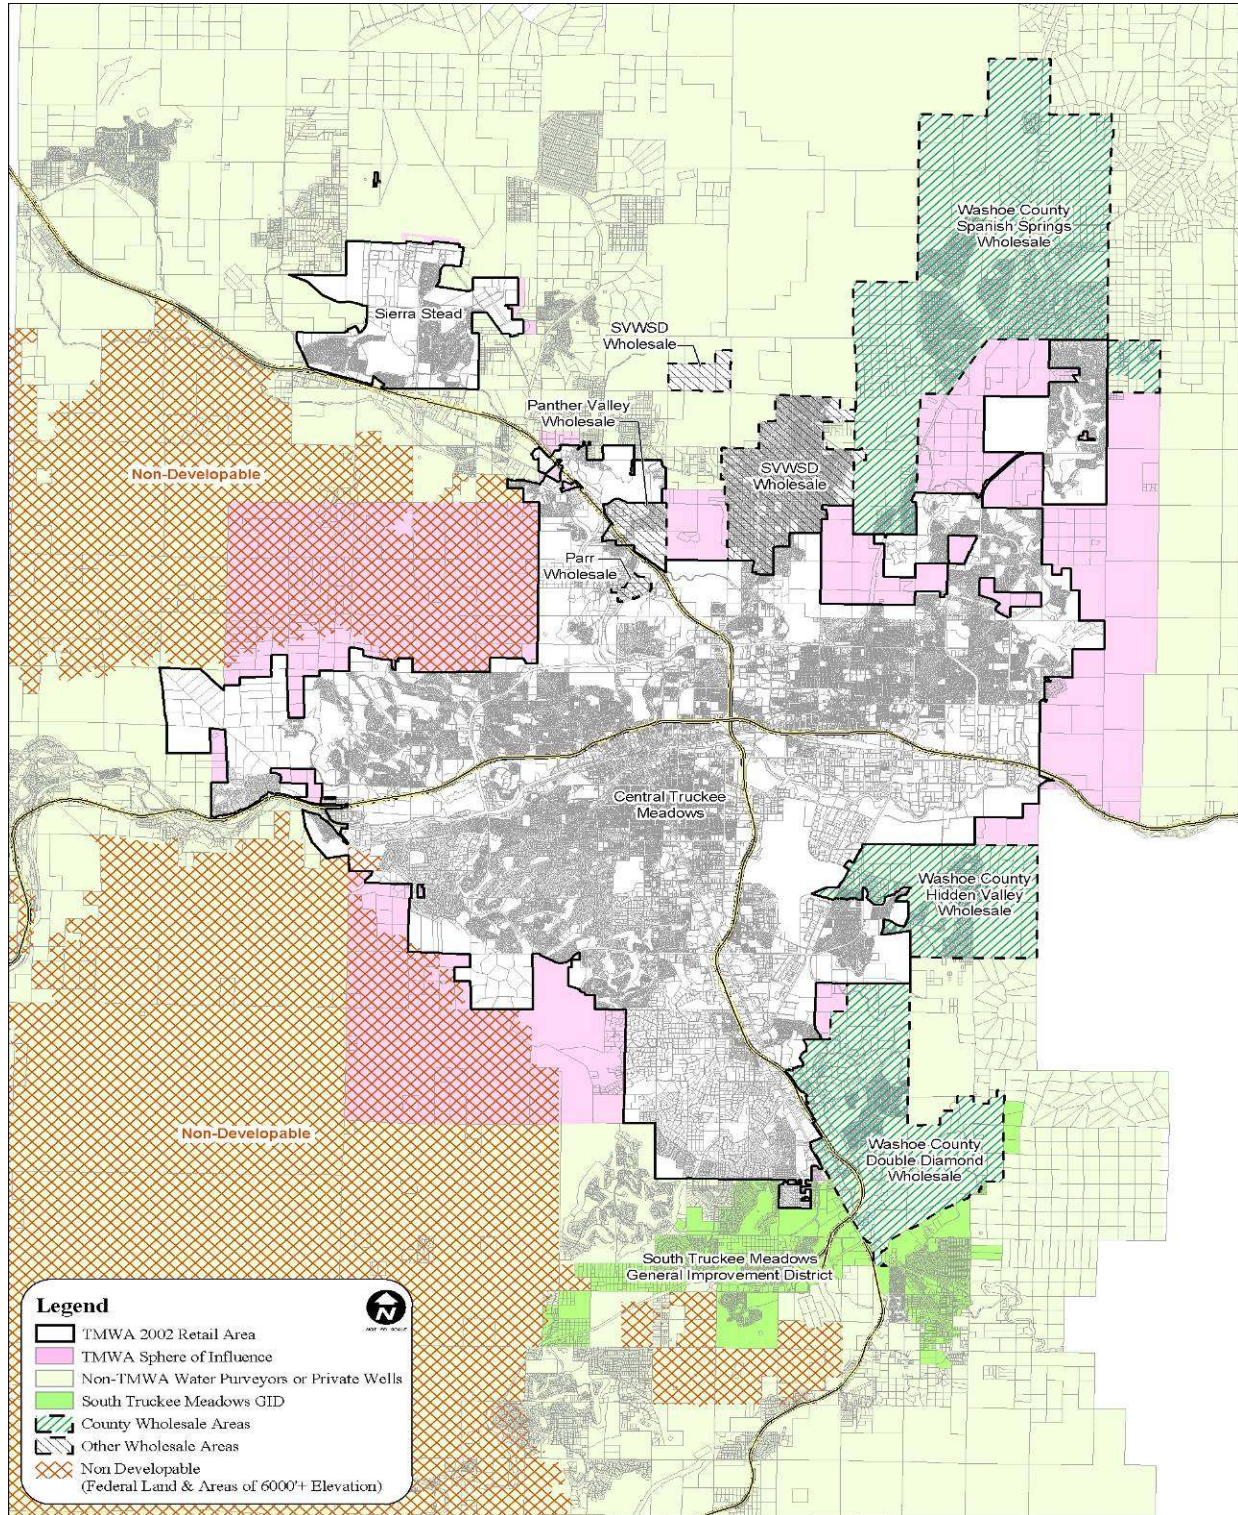 Washoe County
Spanish Springs
Wholesale
Sierra Stead
SVWSD
Wholesale
Panther Valley
Wholesale
SVWSD
Wholesale
Non-Developable
Parr
Wholesale
Central Truckee
Meadows
Washoe County
Hidden Valley
Wholesale
Non-Developable
Washoe County
Double Diamond
Wholesale
South Truckee Meadows
General Improvement District
Legend
N
NOT TO SCALE
TMWA 2002 Retail Area
TMWA Sphere of Influence
Non-TMWA Water Purveyors or Private Wells
South Truckee Meadows GID
County Wholesale Areas
Other Wholesale Areas
Non Developable
(Federal Land & Areas of 6000'+ Elevation)